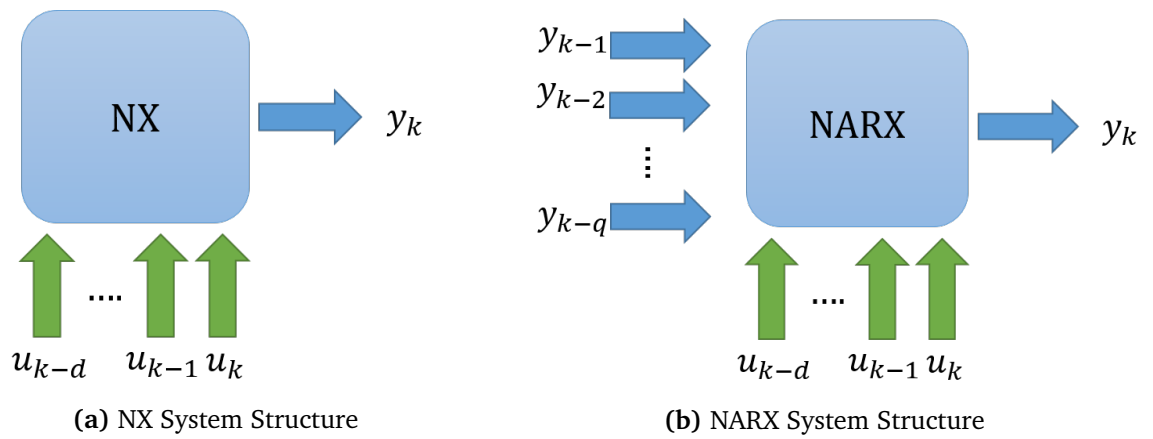 NX
y_k
u_{k−d} .... u_{k−1} u_k
(a) NX System Structure
y_{k−1}
y_{k−2}
y_{k−q}
NARX
y_k
u_{k−d} .... u_{k−1} u_k
(b) NARX System Structure